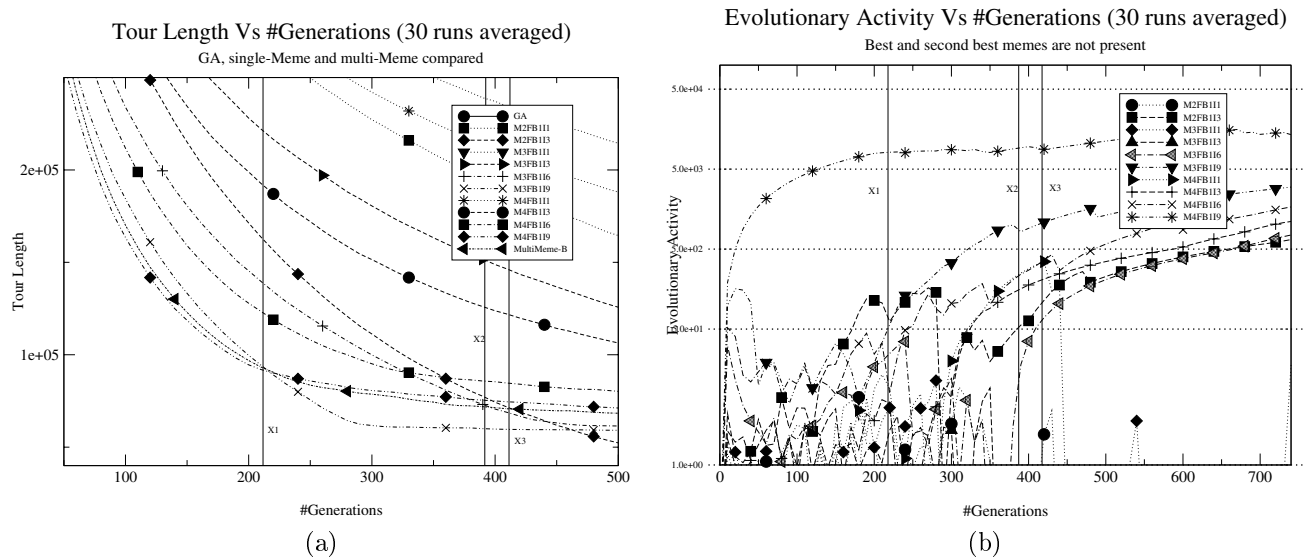 Tour Length Vs #Generations (30 runs averaged)
GA, single-Meme and multi-Meme compared
Tour Length
2e+05
1e+05
GA
M2FB1I1
M2FB1I3
M3FB1I1
M3FB1I3
M3FB1I6
M3FB1I9
M4FB1I1
M4FB1I3
M4FB1I6
M4FB1I9
MultiMeme-B
X1
X2
X3
100
200
300
400
500
#Generations
(a)
Evolutionary Activity Vs #Generations (30 runs averaged)
Best and second best memes are not present
Evolutionary Activity
5.0e+04
5.0e+03
5.0e+02
5.0e+01
1.0e+00
M2FB1I1
M2FB1I3
M3FB1I1
M3FB1I3
M3FB1I6
M3FB1I9
M4FB1I1
M4FB1I3
M4FB1I6
M4FB1I9
X1
X2
X3
0
100
200
300
400
500
600
700
#Generations
(b)